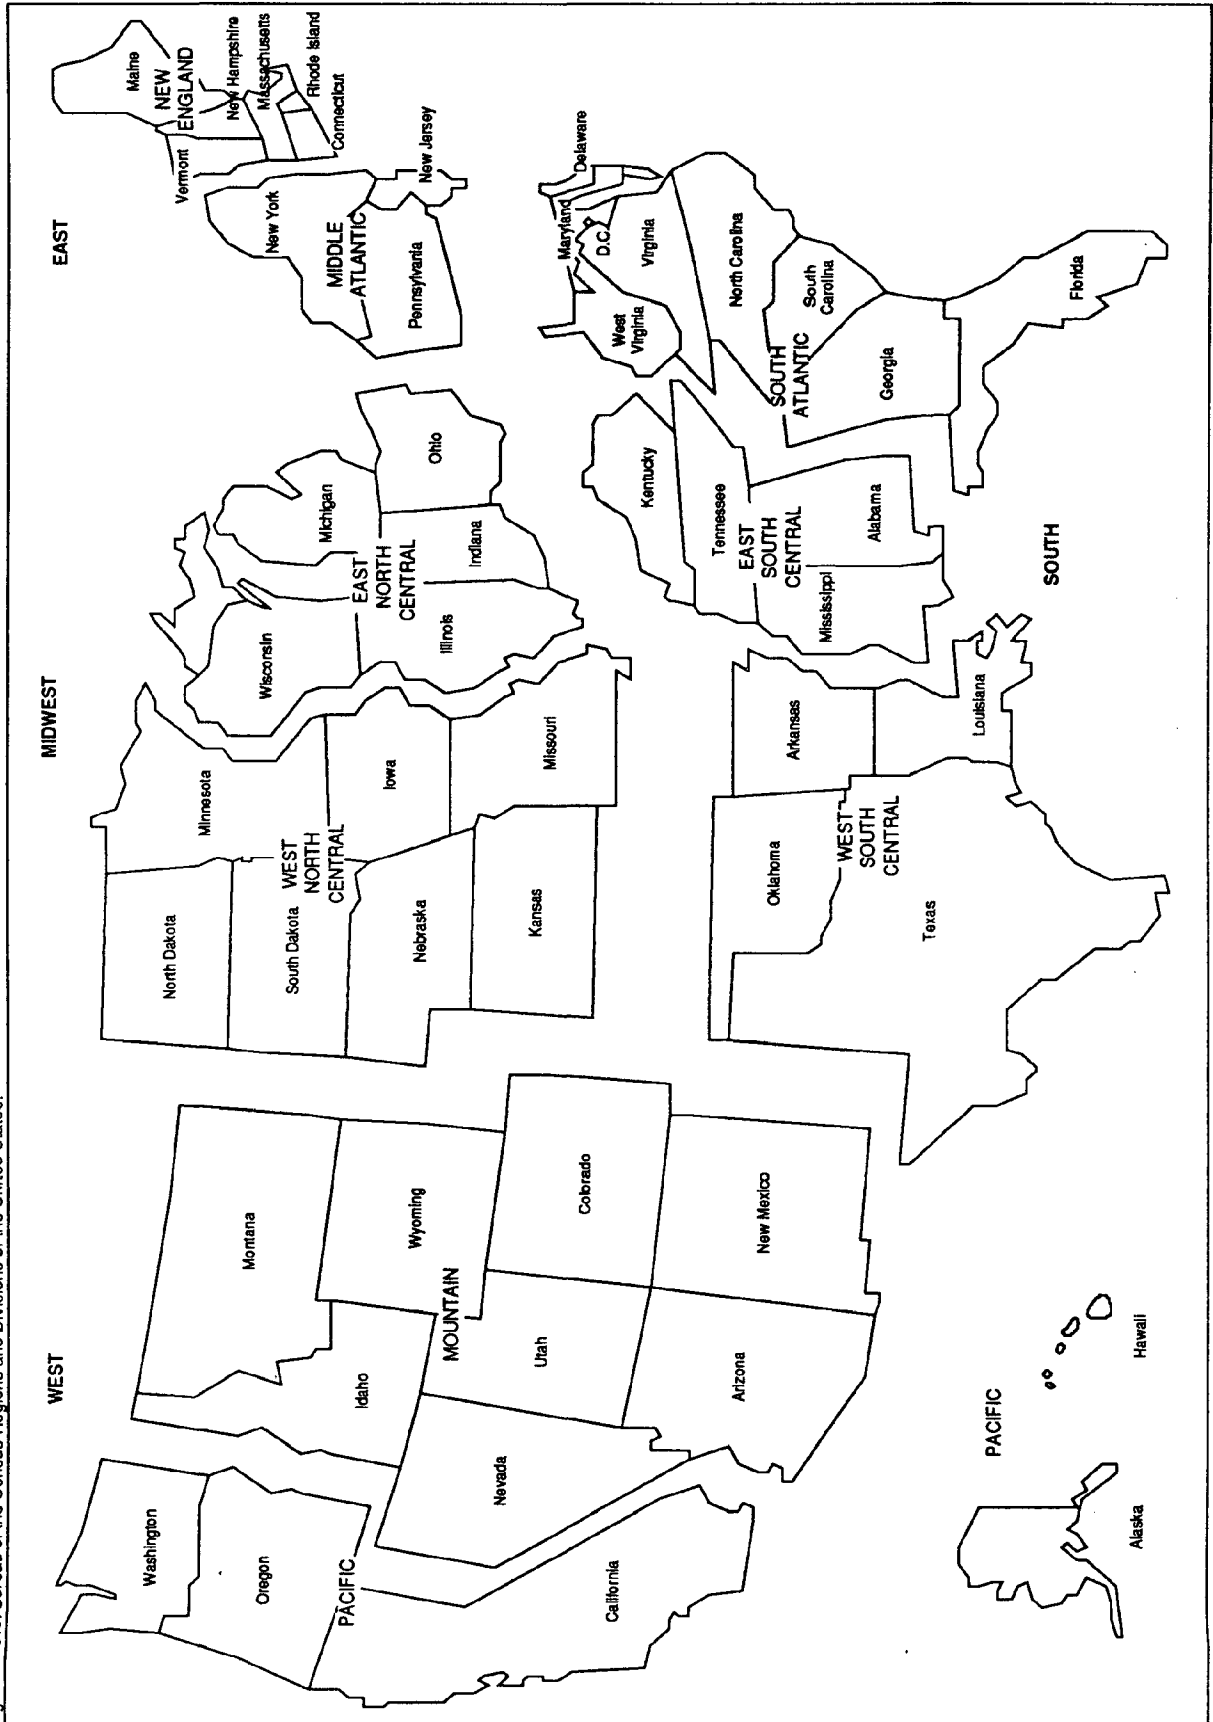 WEST
MIDWEST
EAST
Washington
Oregon
PACIFIC
California
Nevada
Idaho
Montana
Wyoming
MOUNTAIN
Utah
Colorado
Arizona
New Mexico
PACIFIC
Alaska
Hawaii
North Dakota
South Dakota
Minnesota
WEST
NORTH
CENTRAL
Nebraska
Iowa
Kansas
Missouri
Wisconsin
Michigan
EAST
NORTH
CENTRAL
Illinois
Indiana
Ohio
Maine
NEW
ENGLAND
Vermont
New Hampshire
Massachusetts
Rhode Island
Connecticut
New York
MIDDLE
ATLANTIC
Pennsylvania
New Jersey
Oklahoma
Arkansas
WEST
SOUTH
CENTRAL
Texas
Louisiana
Kentucky
Tennessee
EAST
SOUTH
CENTRAL
Mississippi
Alabama
Delaware
Maryland
D.C.
West
Virginia
Virginia
North Carolina
South
Carolina
SOUTH
ATLANTIC
Georgia
Florida
SOUTH